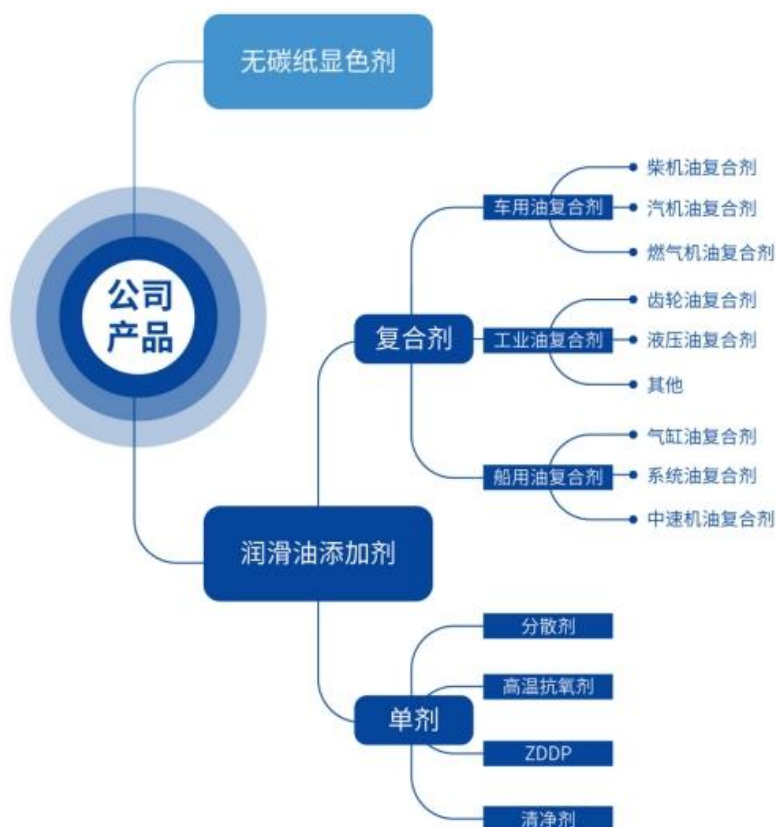 无碳纸显色剂
公司
产品
柴机油复合剂
车用油复合剂
汽机油复合剂
燃气机油复合剂
齿轮油复合剂
复合剂
工业油复合剂
液压油复合剂
其他
气缸油复合剂
船用油复合剂
系统油复合剂
中速机油复合剂
润滑油添加剂
分散剂
高温抗氧剂
单剂
ZDDP
清净剂